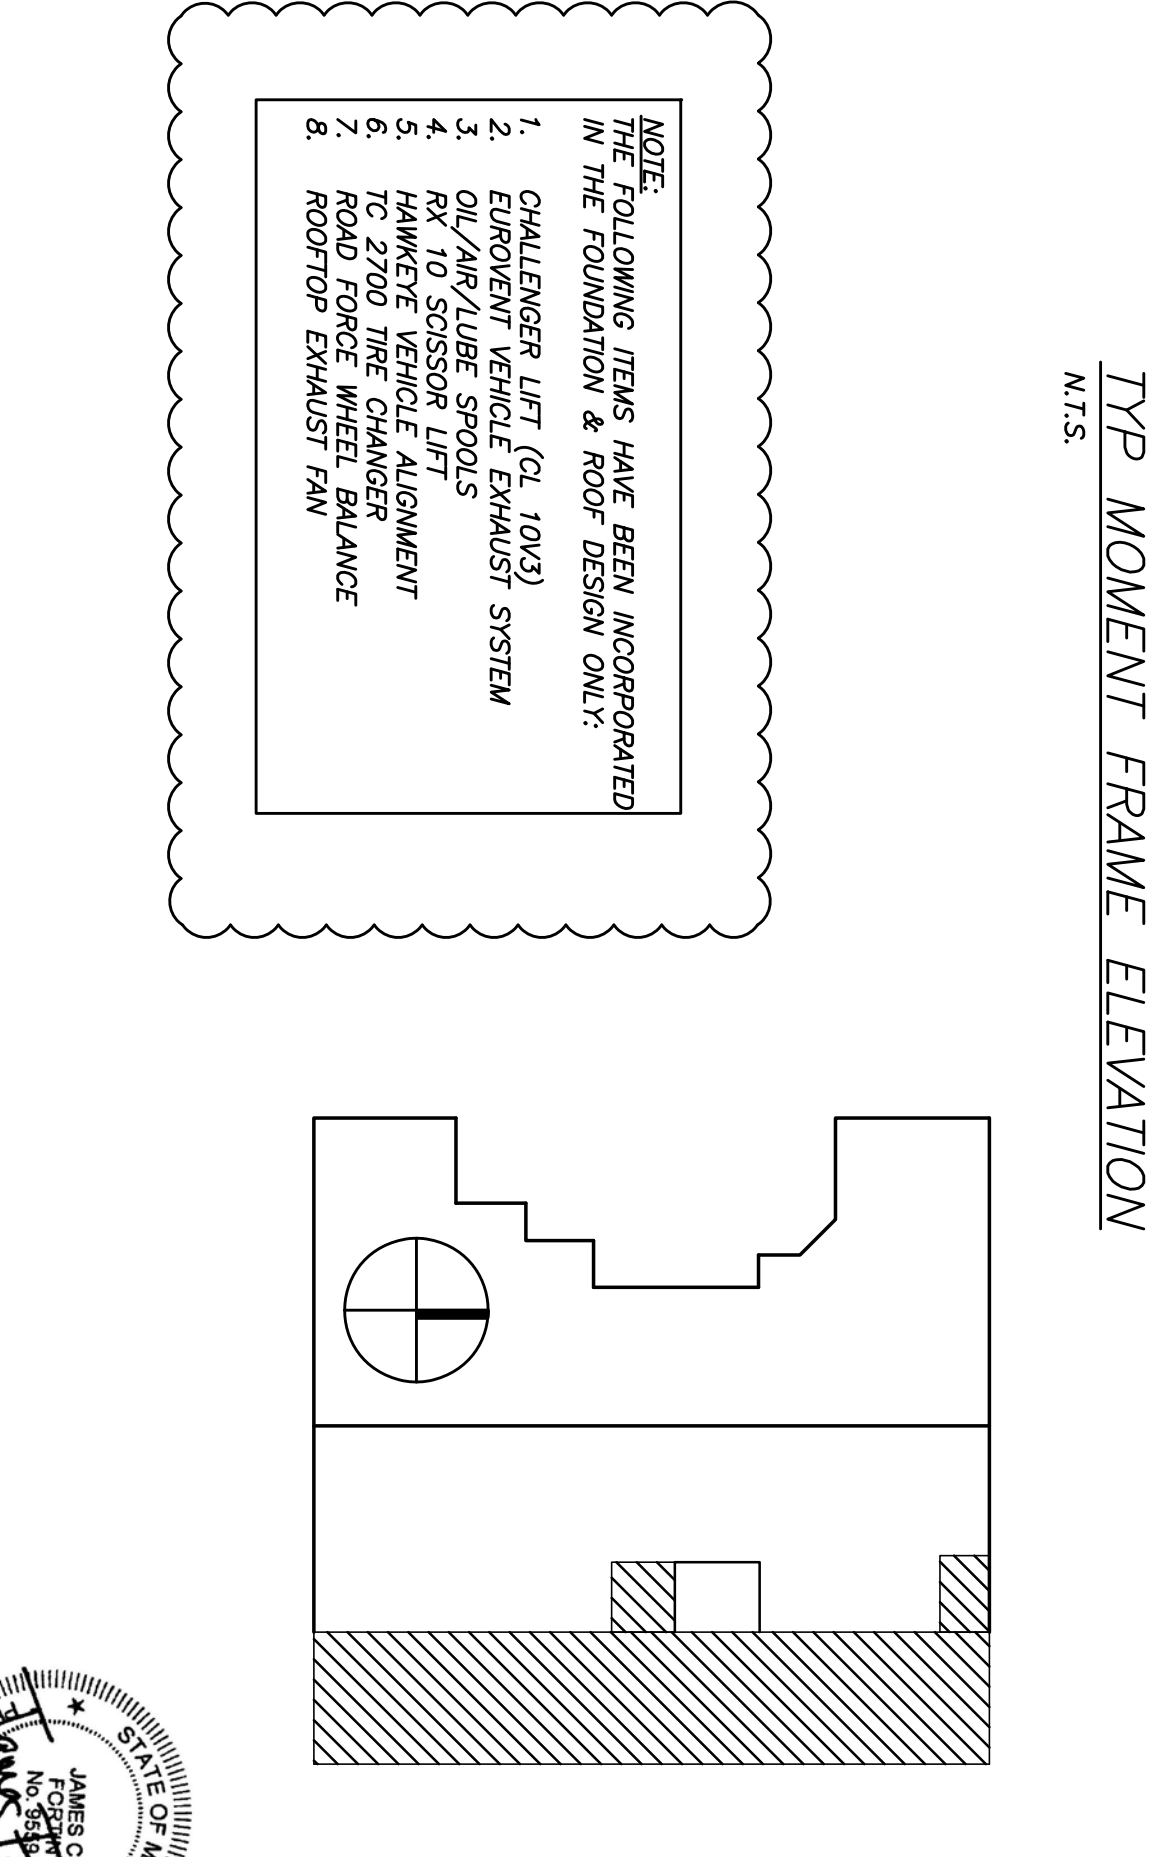 TYP MOMENT FRAME ELEVATION
N.T.S.
NOTE:
THE FOLLOWING ITEMS HAVE BEEN INCORPORATED
IN THE FOUNDATION & ROOF DESIGN ONLY:
1. CHALLENGER LIFT (CL 10V3)
2. EUROVENT VEHICLE EXHAUST SYSTEM
3. OIL/AIR/LUBE SPOOLS
4. RX 10 SCISSOR LIFT
5. HAWKEYE VEHICLE ALIGNMENT
6. TC 2700 TIRE CHANGER
7. ROAD FORCE WHEEL BALANCE
8. ROOFTOP EXHAUST FAN
STATE OF
JAMES
No.